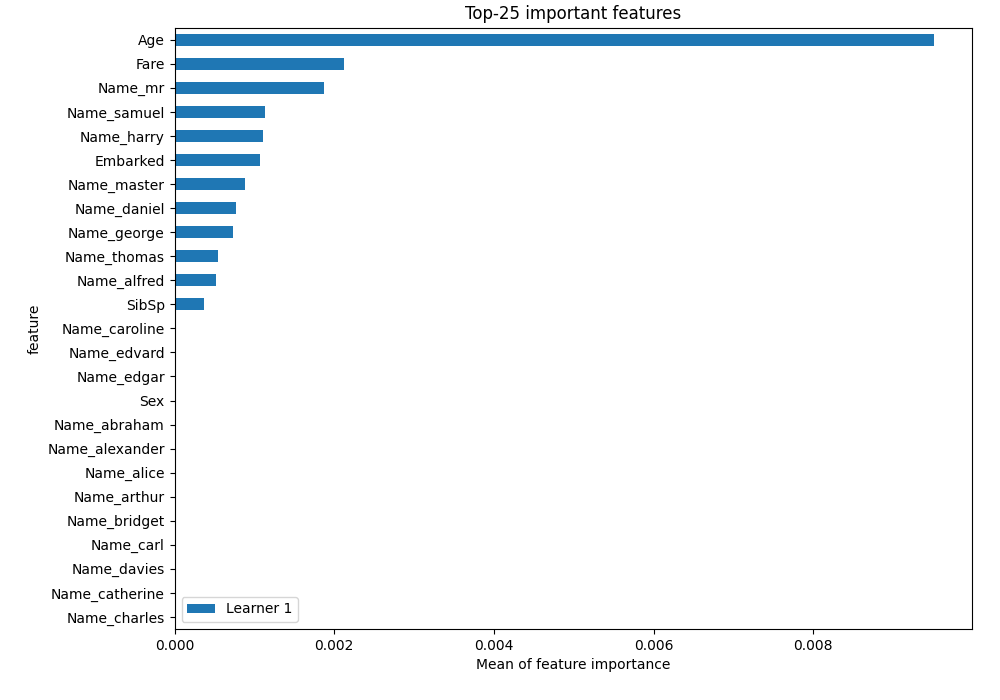 Top-25 important features
Age
Fare
Name_mr
Name_samuel
Name_harry
Embarked
Name_master
Name_daniel
Name_george
Name_thomas
Name_alfred
SibSp
Name_caroline
Name_edvard
Name_edgar
Sex
Name_abraham
Name_alexander
Name_alice
Name_arthur
Name_bridget
Name_carl
Name_davies
Name_catherine
Name_charles
feature
Learner 1
0.000 0.002 0.004 0.006 0.008
Mean of feature importance